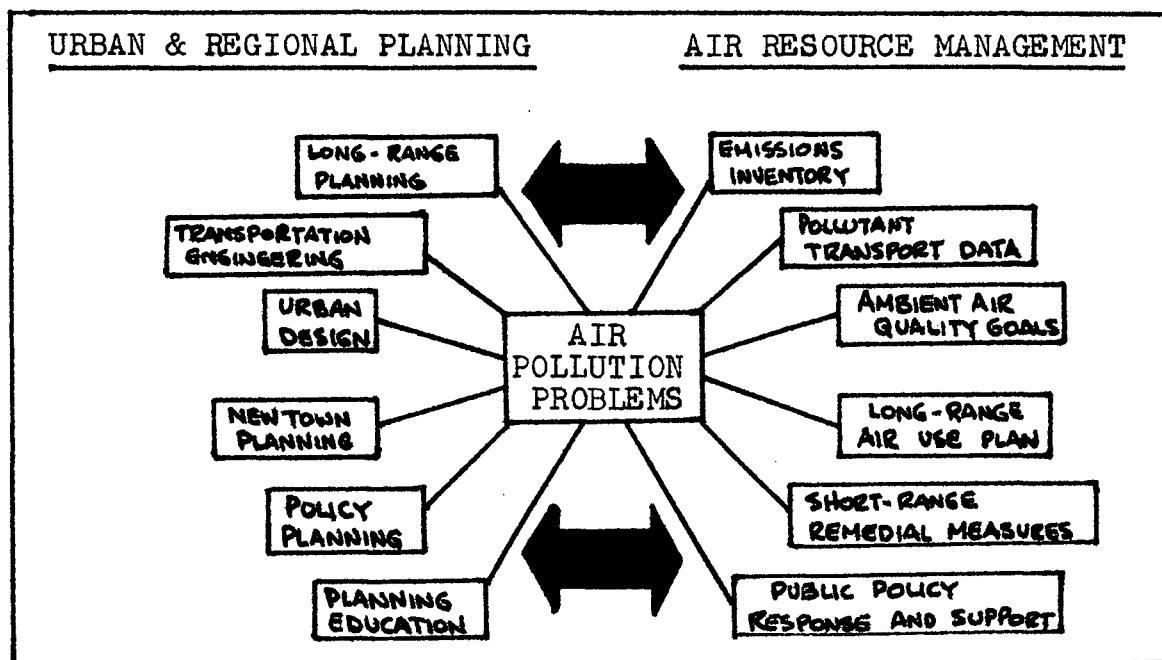 URBAN & REGIONAL PLANNING
AIR RESOURCE MANAGEMENT
LONG-RANGE
PLANNING
TRANSPORTATION
ENGINEERING
URBAN
DESIGN
NEW TOWN
PLANNING
POLICY
PLANNING
PLANNING
EDUCATION
AIR
POLLUTION
PROBLEMS
EMISSIONS
INVENTORY
POLLUTANT
TRANSPORT DATA
AMBIENT AIR
QUALITY GOALS
LONG-RANGE
AIR USE PLAN
SHORT-RANGE
REMEDIAL MEASURES
PUBLIC POLICY
RESPONSE AND SUPPORT